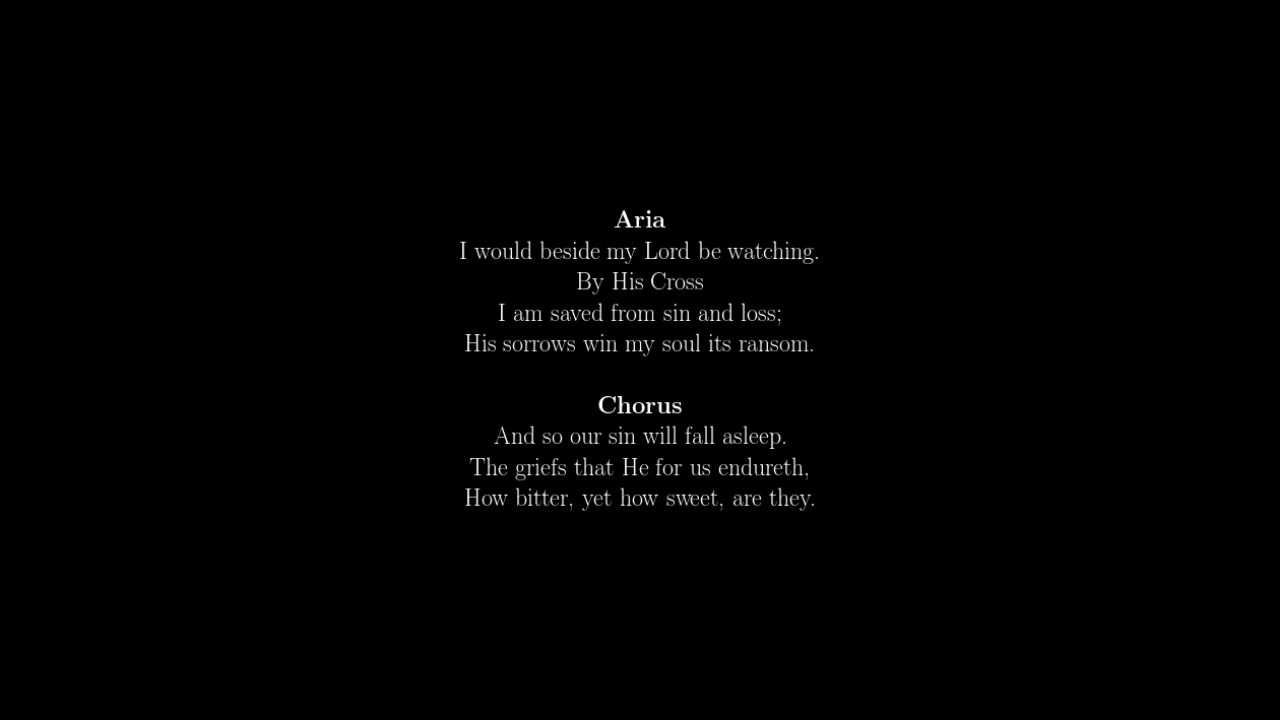 Aria
I would beside my Lord be watching.
By His Cross
I am saved from sin and loss;
His sorrows win my soul its ransom.
Chorus
And so our sin will fall asleep.
The griefs that He for us endureth,
How bitter, yet how sweet, are they.